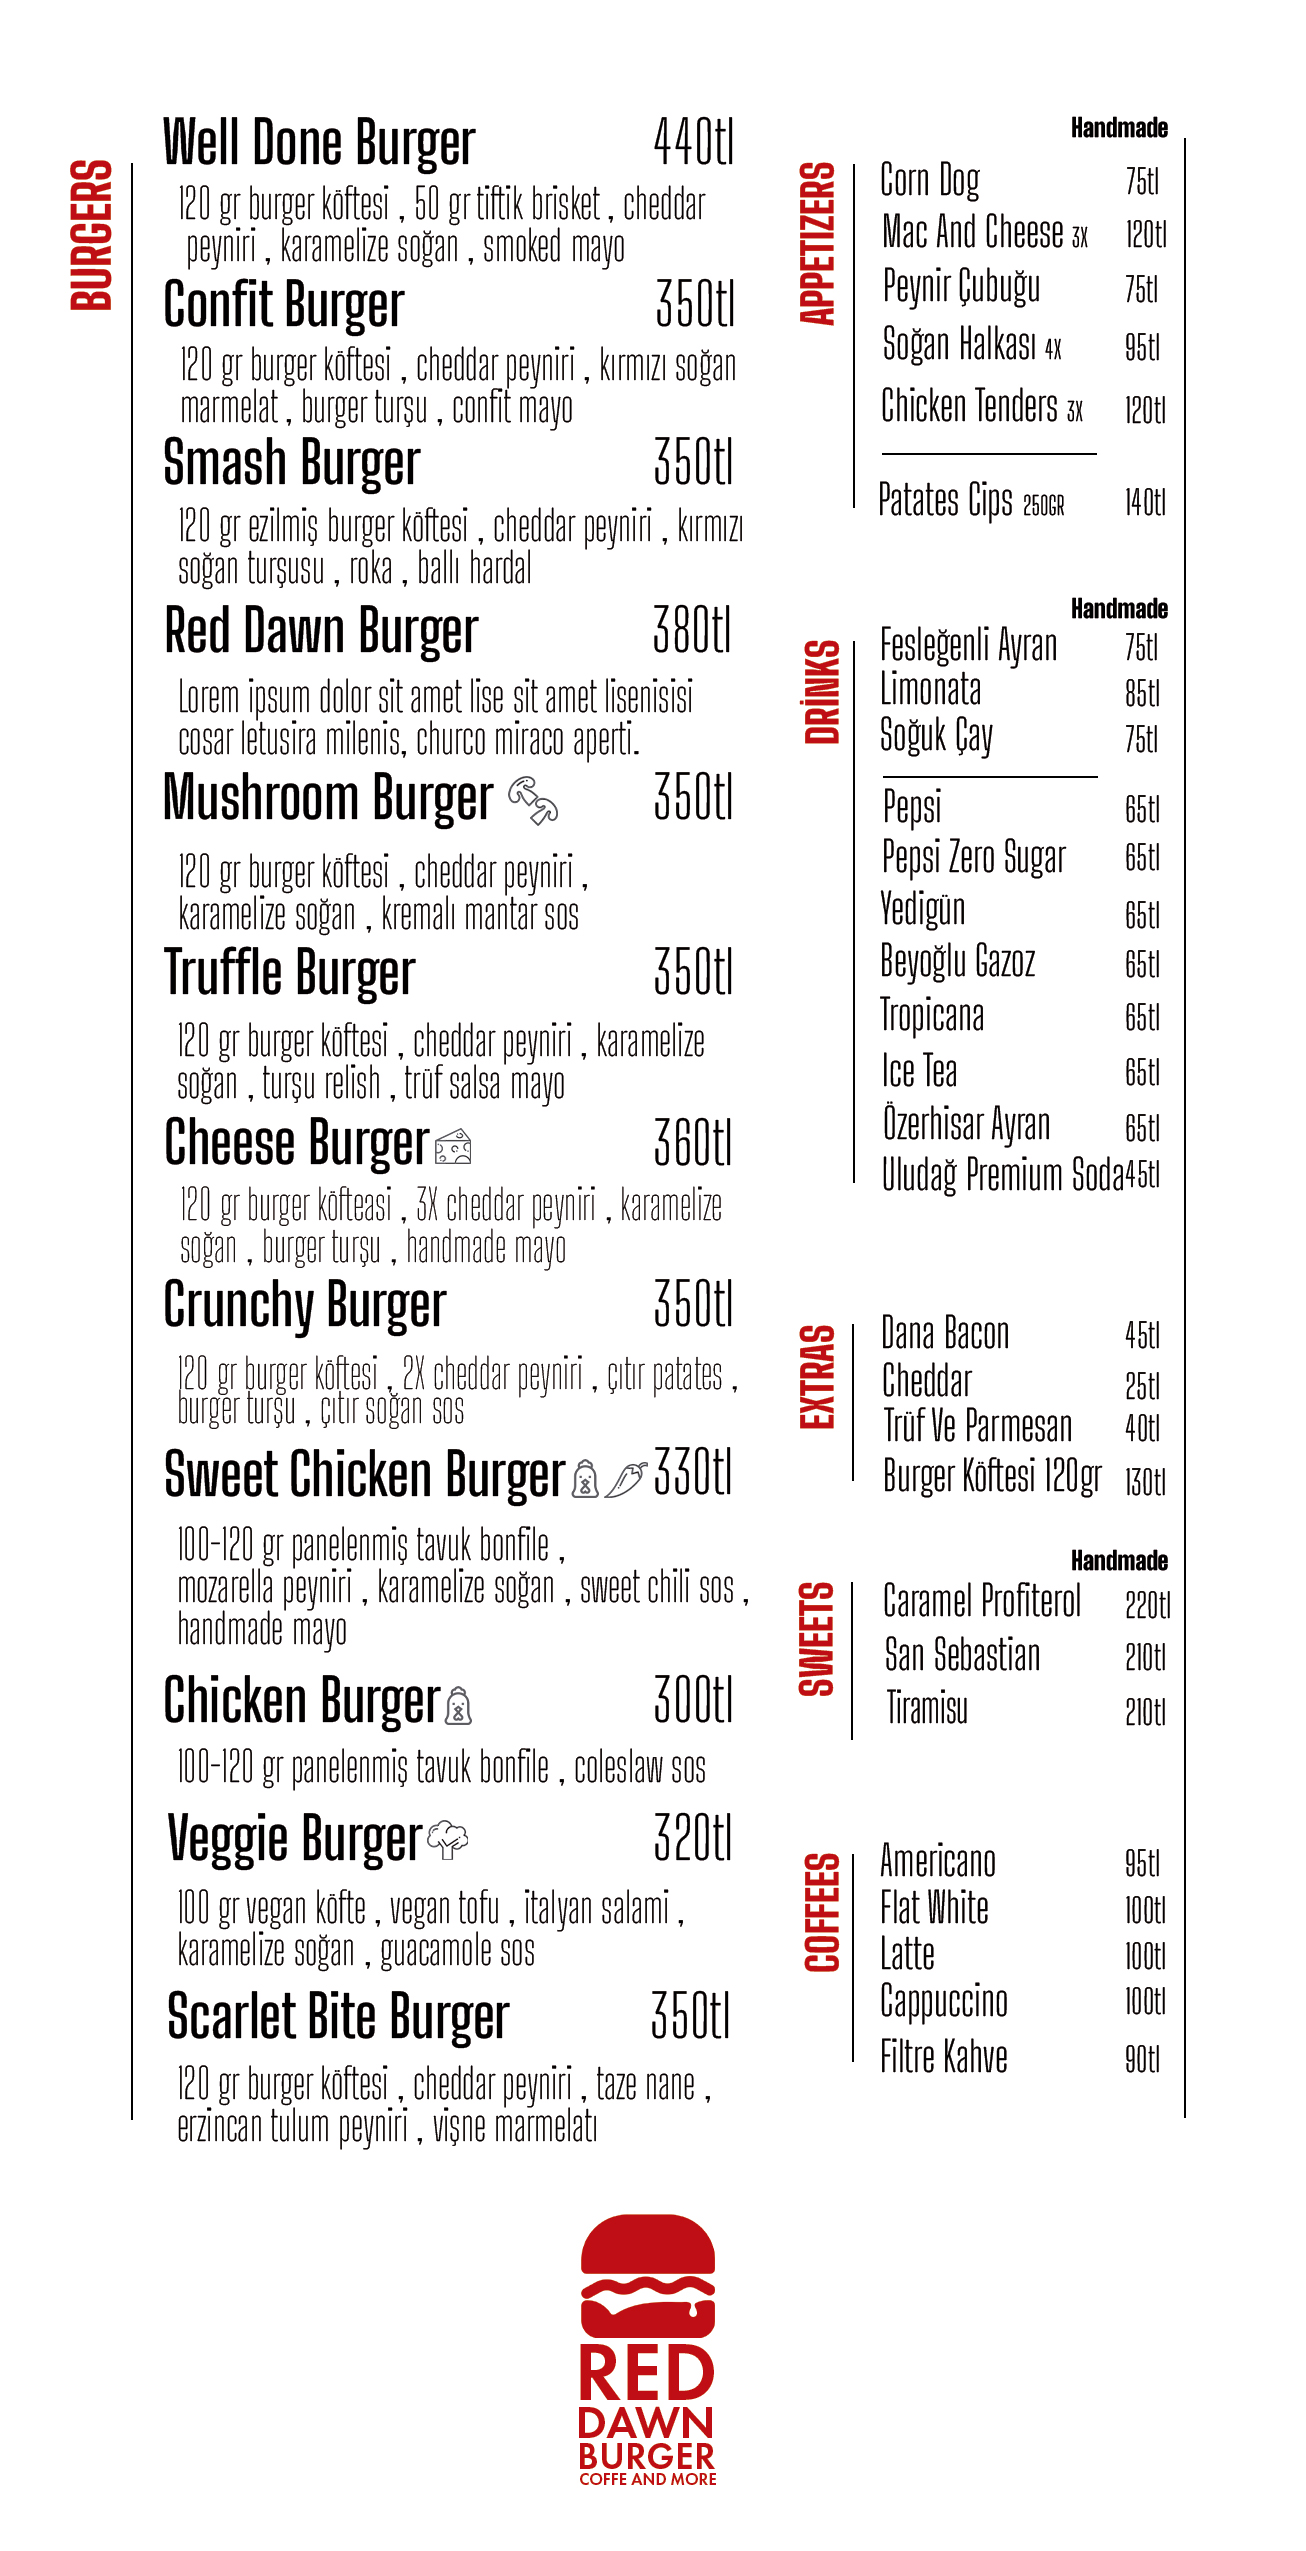 BURGERS
Well Done Burger 440tl
120 gr burger köftesi , 50 gr tiftik brisket , cheddar
peyniri , karamelize soğan , smoked mayo
Confit Burger 350tl
120 gr burger köftesi , cheddar peyniri , kırmızı soğan
marmelat , burger turşu , confit mayo
Smash Burger 350tl
120 gr ezilmiş burger köftesi , cheddar peyniri , kırmızı
soğan turşusu , roka , ballı hardal
Red Dawn Burger 380tl
Lorem ipsum dolor sit amet lise sit amet lisenisisi
cosar letusira milenis, churco miraco aperti.
Mushroom Burger 350tl
120 gr burger köftesi , cheddar peyniri ,
karamelize soğan , kremalı mantar sos
Truffle Burger 350tl
120 gr burger köftesi , cheddar peyniri , karamelize
soğan , turşu relish , trüf salsa mayo
Cheese Burger 360tl
120 gr burger köfteasi , 3X cheddar peyniri , karamelize
soğan , burger turşu , handmade mayo
Crunchy Burger 350tl
120 gr burger köftesi , 2X cheddar peyniri , çıtır patates ,
burger turşu , çıtır soğan sos
Sweet Chicken Burger 330tl
100-120 gr panelenmiş tavuk bonfile ,
mozarella peyniri , karamelize soğan , sweet chili sos ,
handmade mayo
Chicken Burger 300tl
100-120 gr panelenmiş tavuk bonfile , coleslaw sos
Veggie Burger 320tl
100 gr vegan köfte , vegan tofu , italyan salami ,
karamelize soğan , guacamole sos
Scarlet Bite Burger 350tl
120 gr burger köftesi , cheddar peyniri , taze nane ,
erzincan tulum peyniri , vişne marmelatı
APPETIZERS
Handmade
Corn Dog 75tl
Mac And Cheese 3X 120tl
Peynir Çubuğu 75tl
Soğan Halkası 4X 95tl
Chicken Tenders 3X 120tl
Patates Cips 250GR 140tl
DRİNKS
Handmade
Fesleğenli Ayran 75tl
Limonata 85tl
Soğuk Çay 75tl
Pepsi 65tl
Pepsi Zero Sugar 65tl
Yedigün 65tl
Beyoğlu Gazoz 65tl
Tropicana 65tl
Ice Tea 65tl
Özerhisar Ayran 65tl
Uludağ Premium Soda 45tl
EXTRAS
Dana Bacon 45tl
Cheddar 25tl
Trüf Ve Parmesan 40tl
Burger Köftesi 120gr 130tl
SWEETS
Handmade
Caramel Profiterol 220tl
San Sebastian 210tl
Tiramisu 210tl
COFFEES
Americano 95tl
Flat White 100tl
Latte 100tl
Cappuccino 100tl
Filtre Kahve 90tl
RED
DAWN
BURGER
COFFE AND MORE